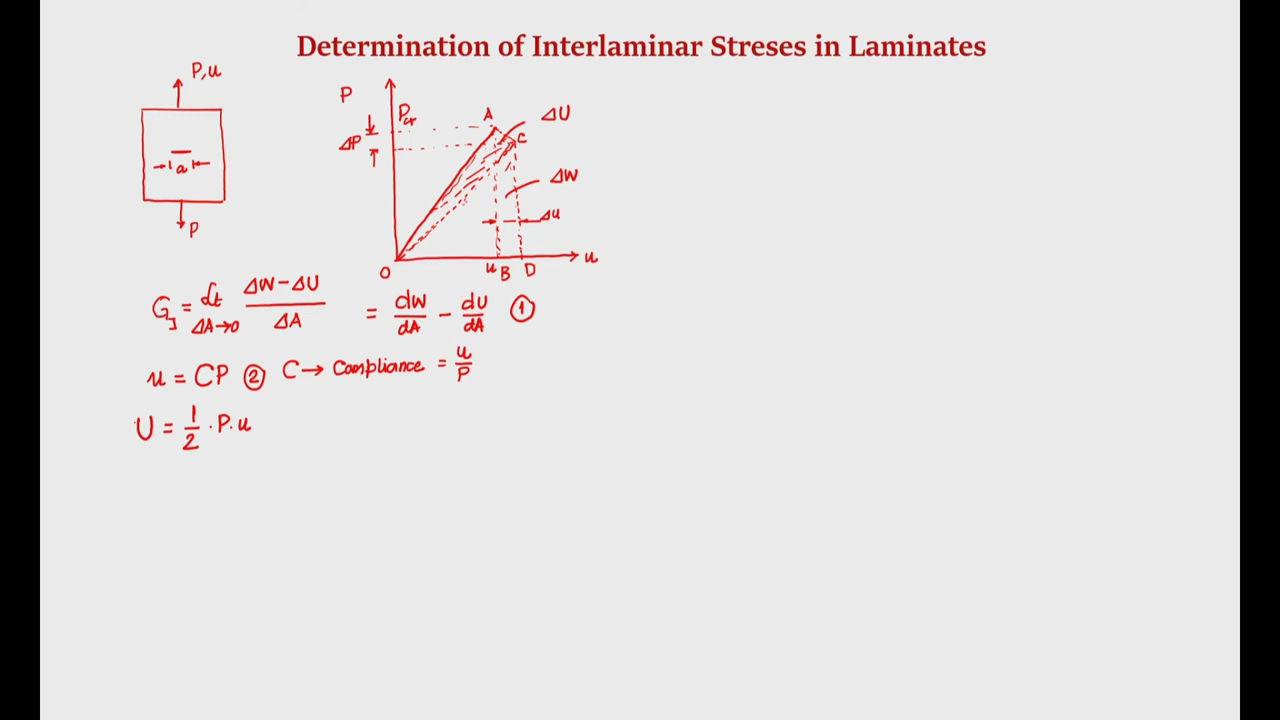 Determination of Interlaminar Streses in Laminates
P,u
a
P
P
Pcr
ΔP
A
C
ΔU
ΔW
Δu
O
u B D
u
G_I = Lt ΔA→0 (ΔW-ΔU)/ΔA = dW/dA - dU/dA ①
u = CP ② C → Compliance = u/P
U = 1/2 · P.u